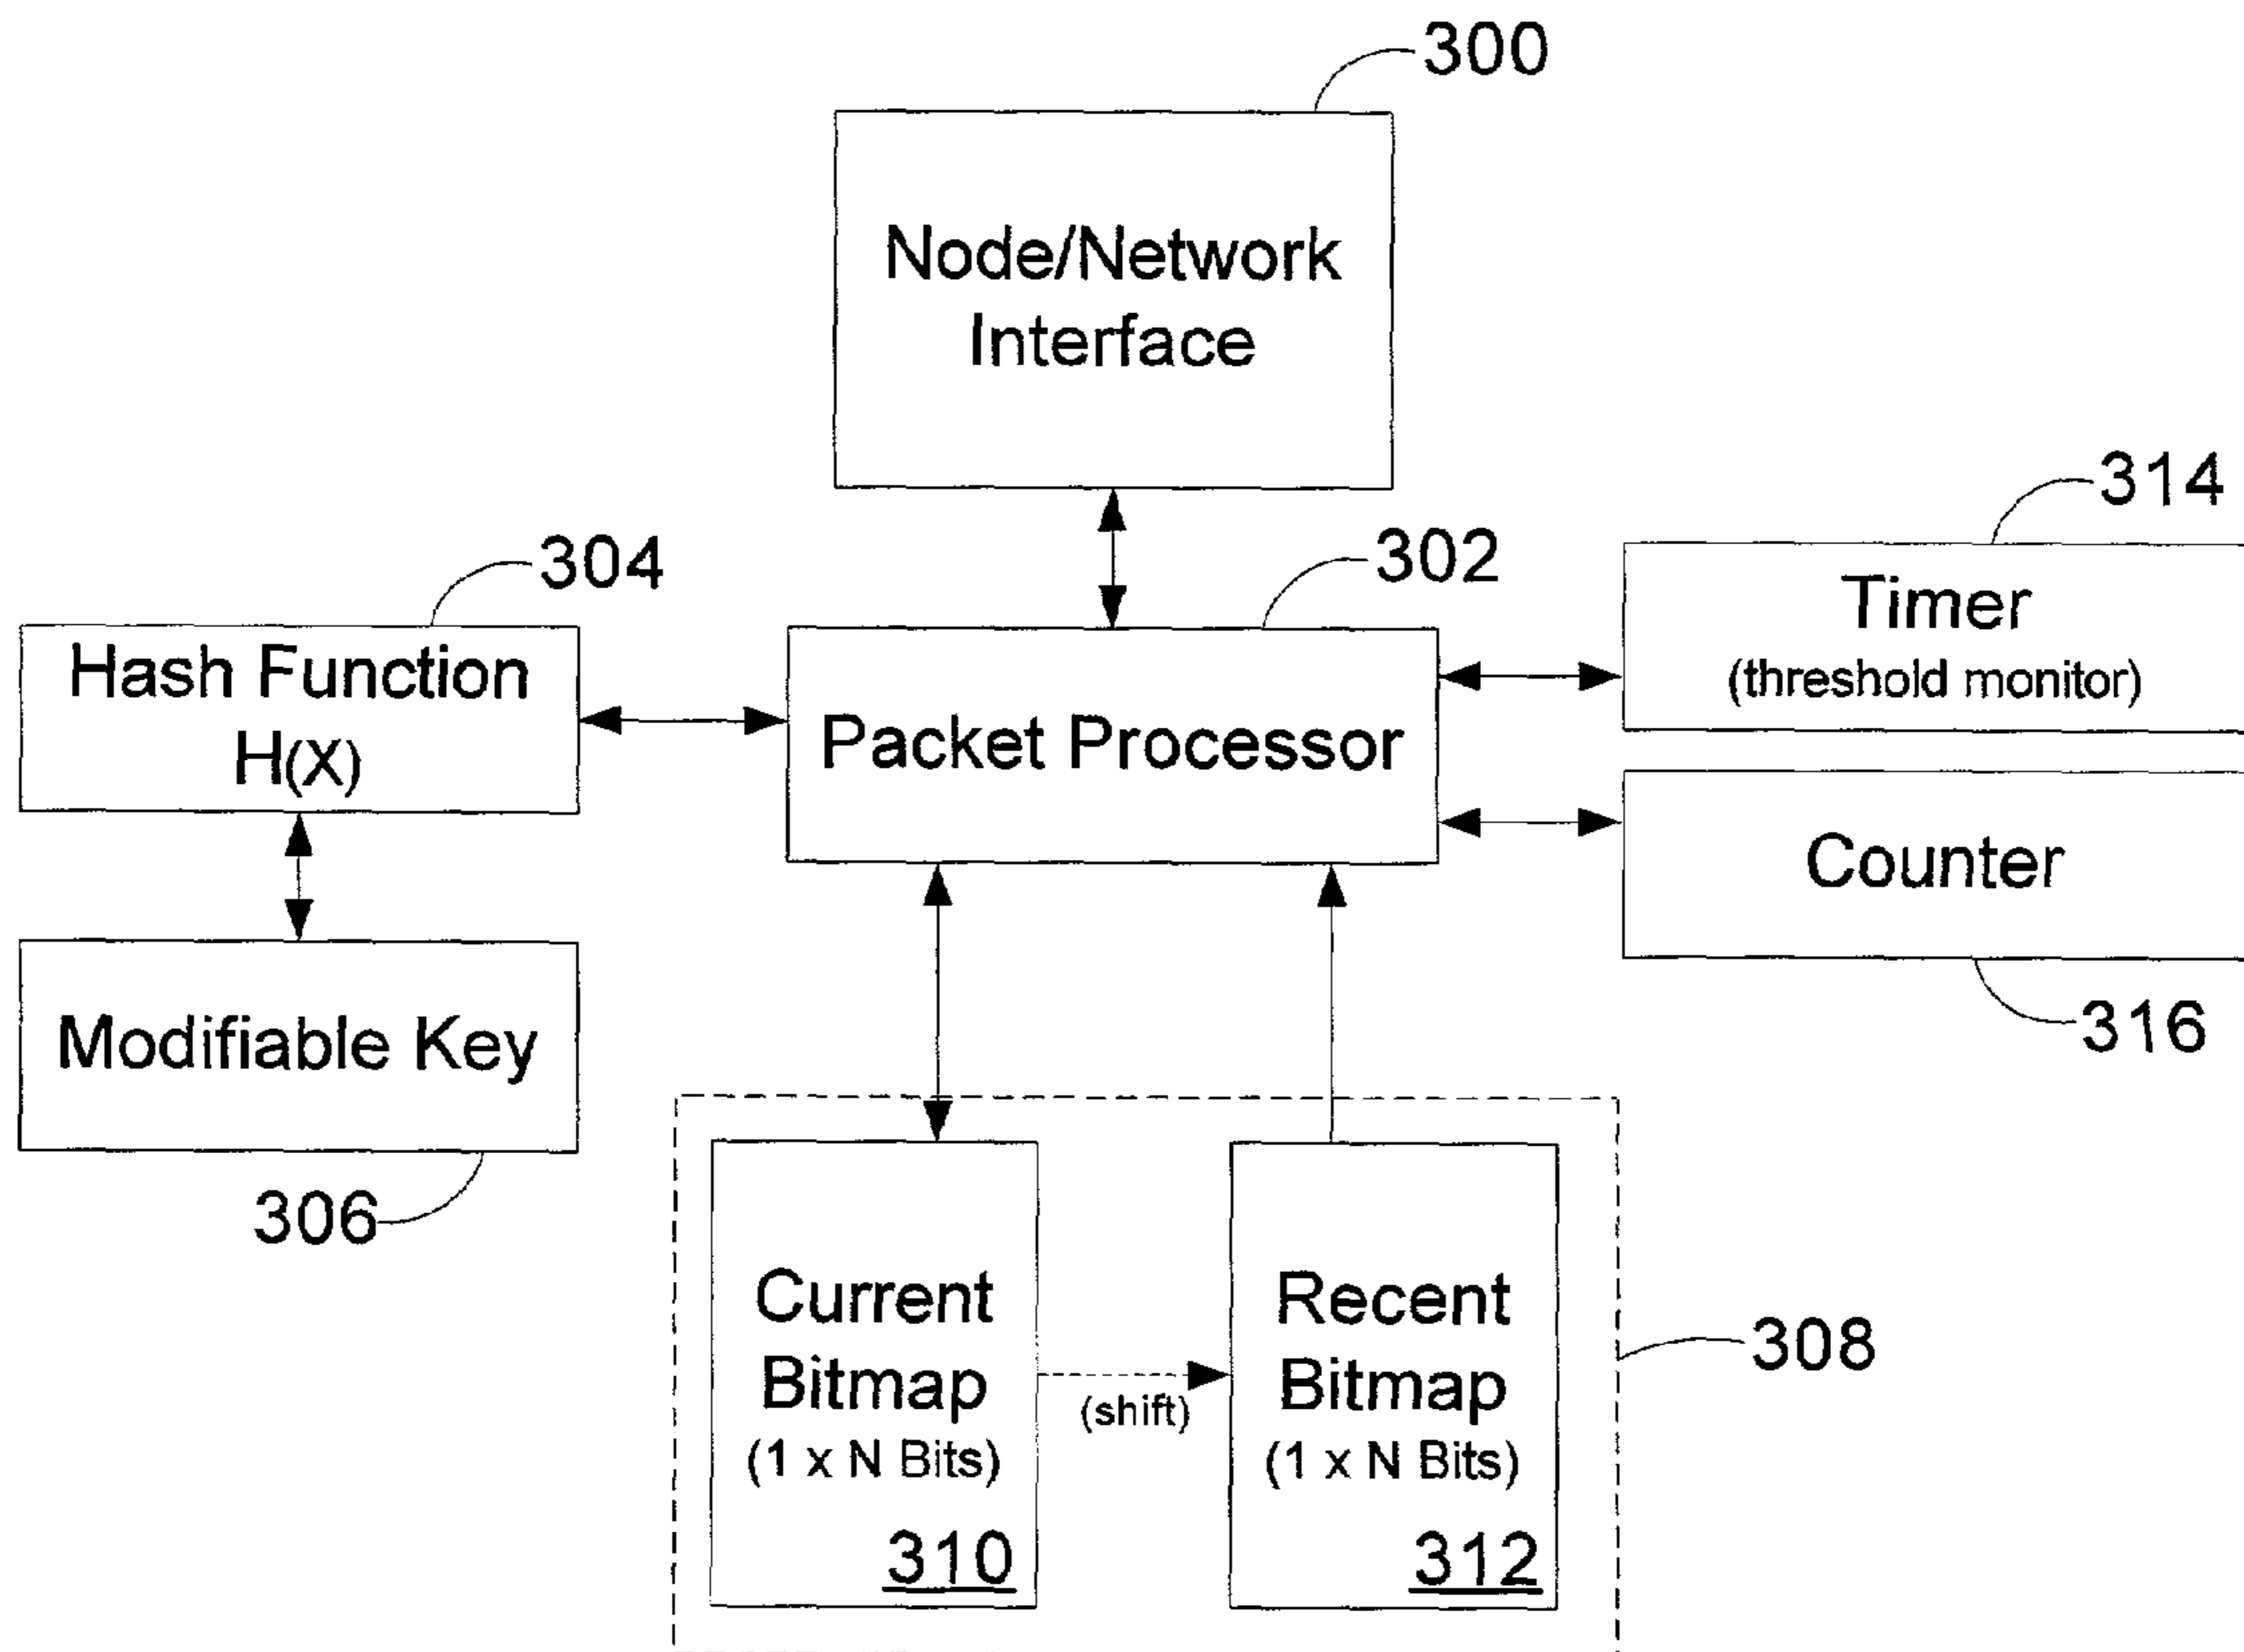 300
Node/Network
Interface
314
304
302
Timer
(threshold monitor)
Hash Function
H(X)
Packet Processor
Counter
Modifiable Key
316
306
Current
Bitmap
(1 x N Bits)
310
(shift)
Recent
Bitmap
(1 x N Bits)
312
308